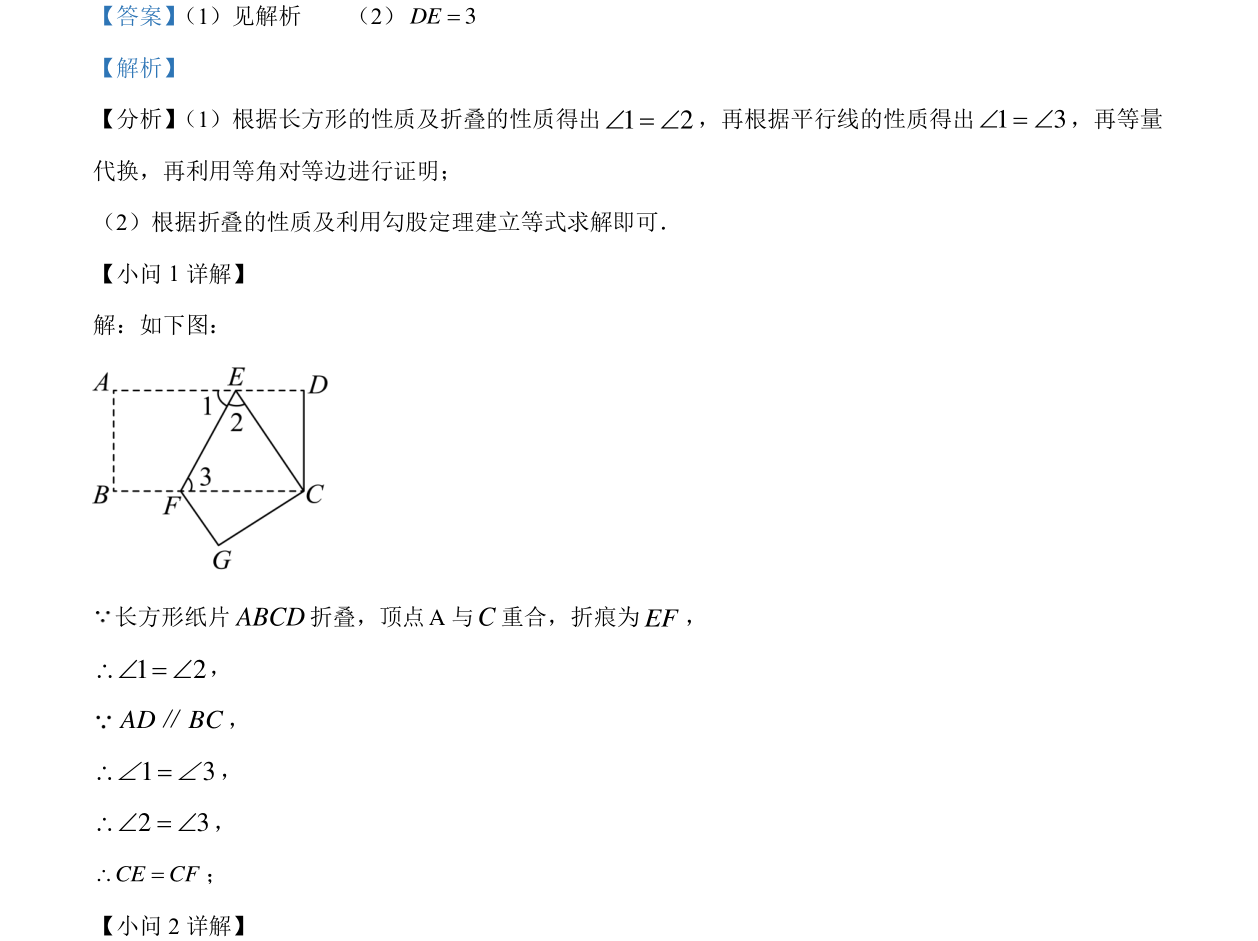 【答案】（1）见解析 （2）DE = 3
【解析】
【分析】（1）根据长方形的性质及折叠的性质得出∠1 = ∠2，再根据平行线的性质得出∠1 = ∠3，再等量
代换，再利用等角对等边进行证明；
（2）根据折叠的性质及利用勾股定理建立等式求解即可．
【小问 1 详解】
解：如下图：
A E D
1 2
3
B F C
G
∵长方形纸片 ABCD 折叠，顶点 A 与 C 重合，折痕为 EF，
∴∠1 = ∠2，
∵ AD ∥ BC，
∴∠1 = ∠3，
∴∠2 = ∠3，
∴CE = CF；
【小问 2 详解】